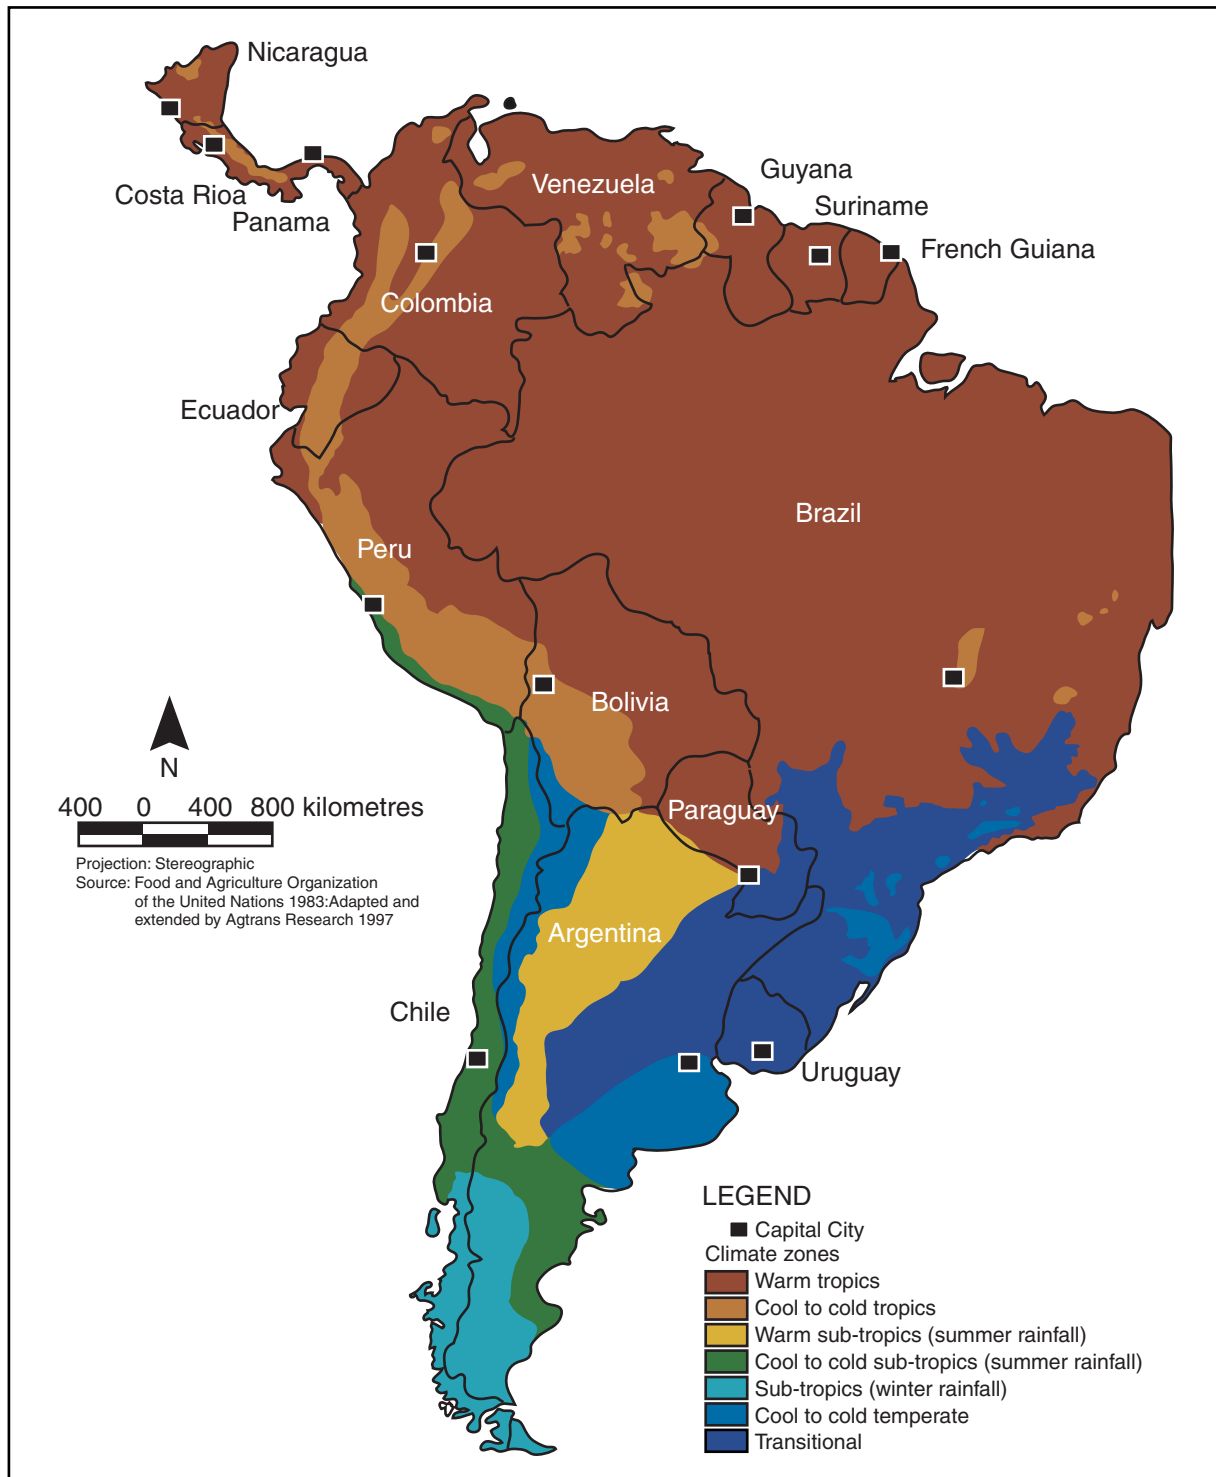 Nicaragua
Costa Rioa
Panama
Venezuela
Guyana
Suriname
French Guiana
Colombia
Ecuador
Brazil
Peru
Bolivia
N
400 0 400 800 kilometres
Projection: Stereographic
Source: Food and Agriculture Organization
of the United Nations 1983:Adapted and
extended by Agtrans Research 1997
Paraguay
Argentina
Chile
Uruguay
LEGEND
Capital City
Climate zones
Warm tropics
Cool to cold tropics
Warm sub-tropics (summer rainfall)
Cool to cold sub-tropics (summer rainfall)
Sub-tropics (winter rainfall)
Cool to cold temperate
Transitional